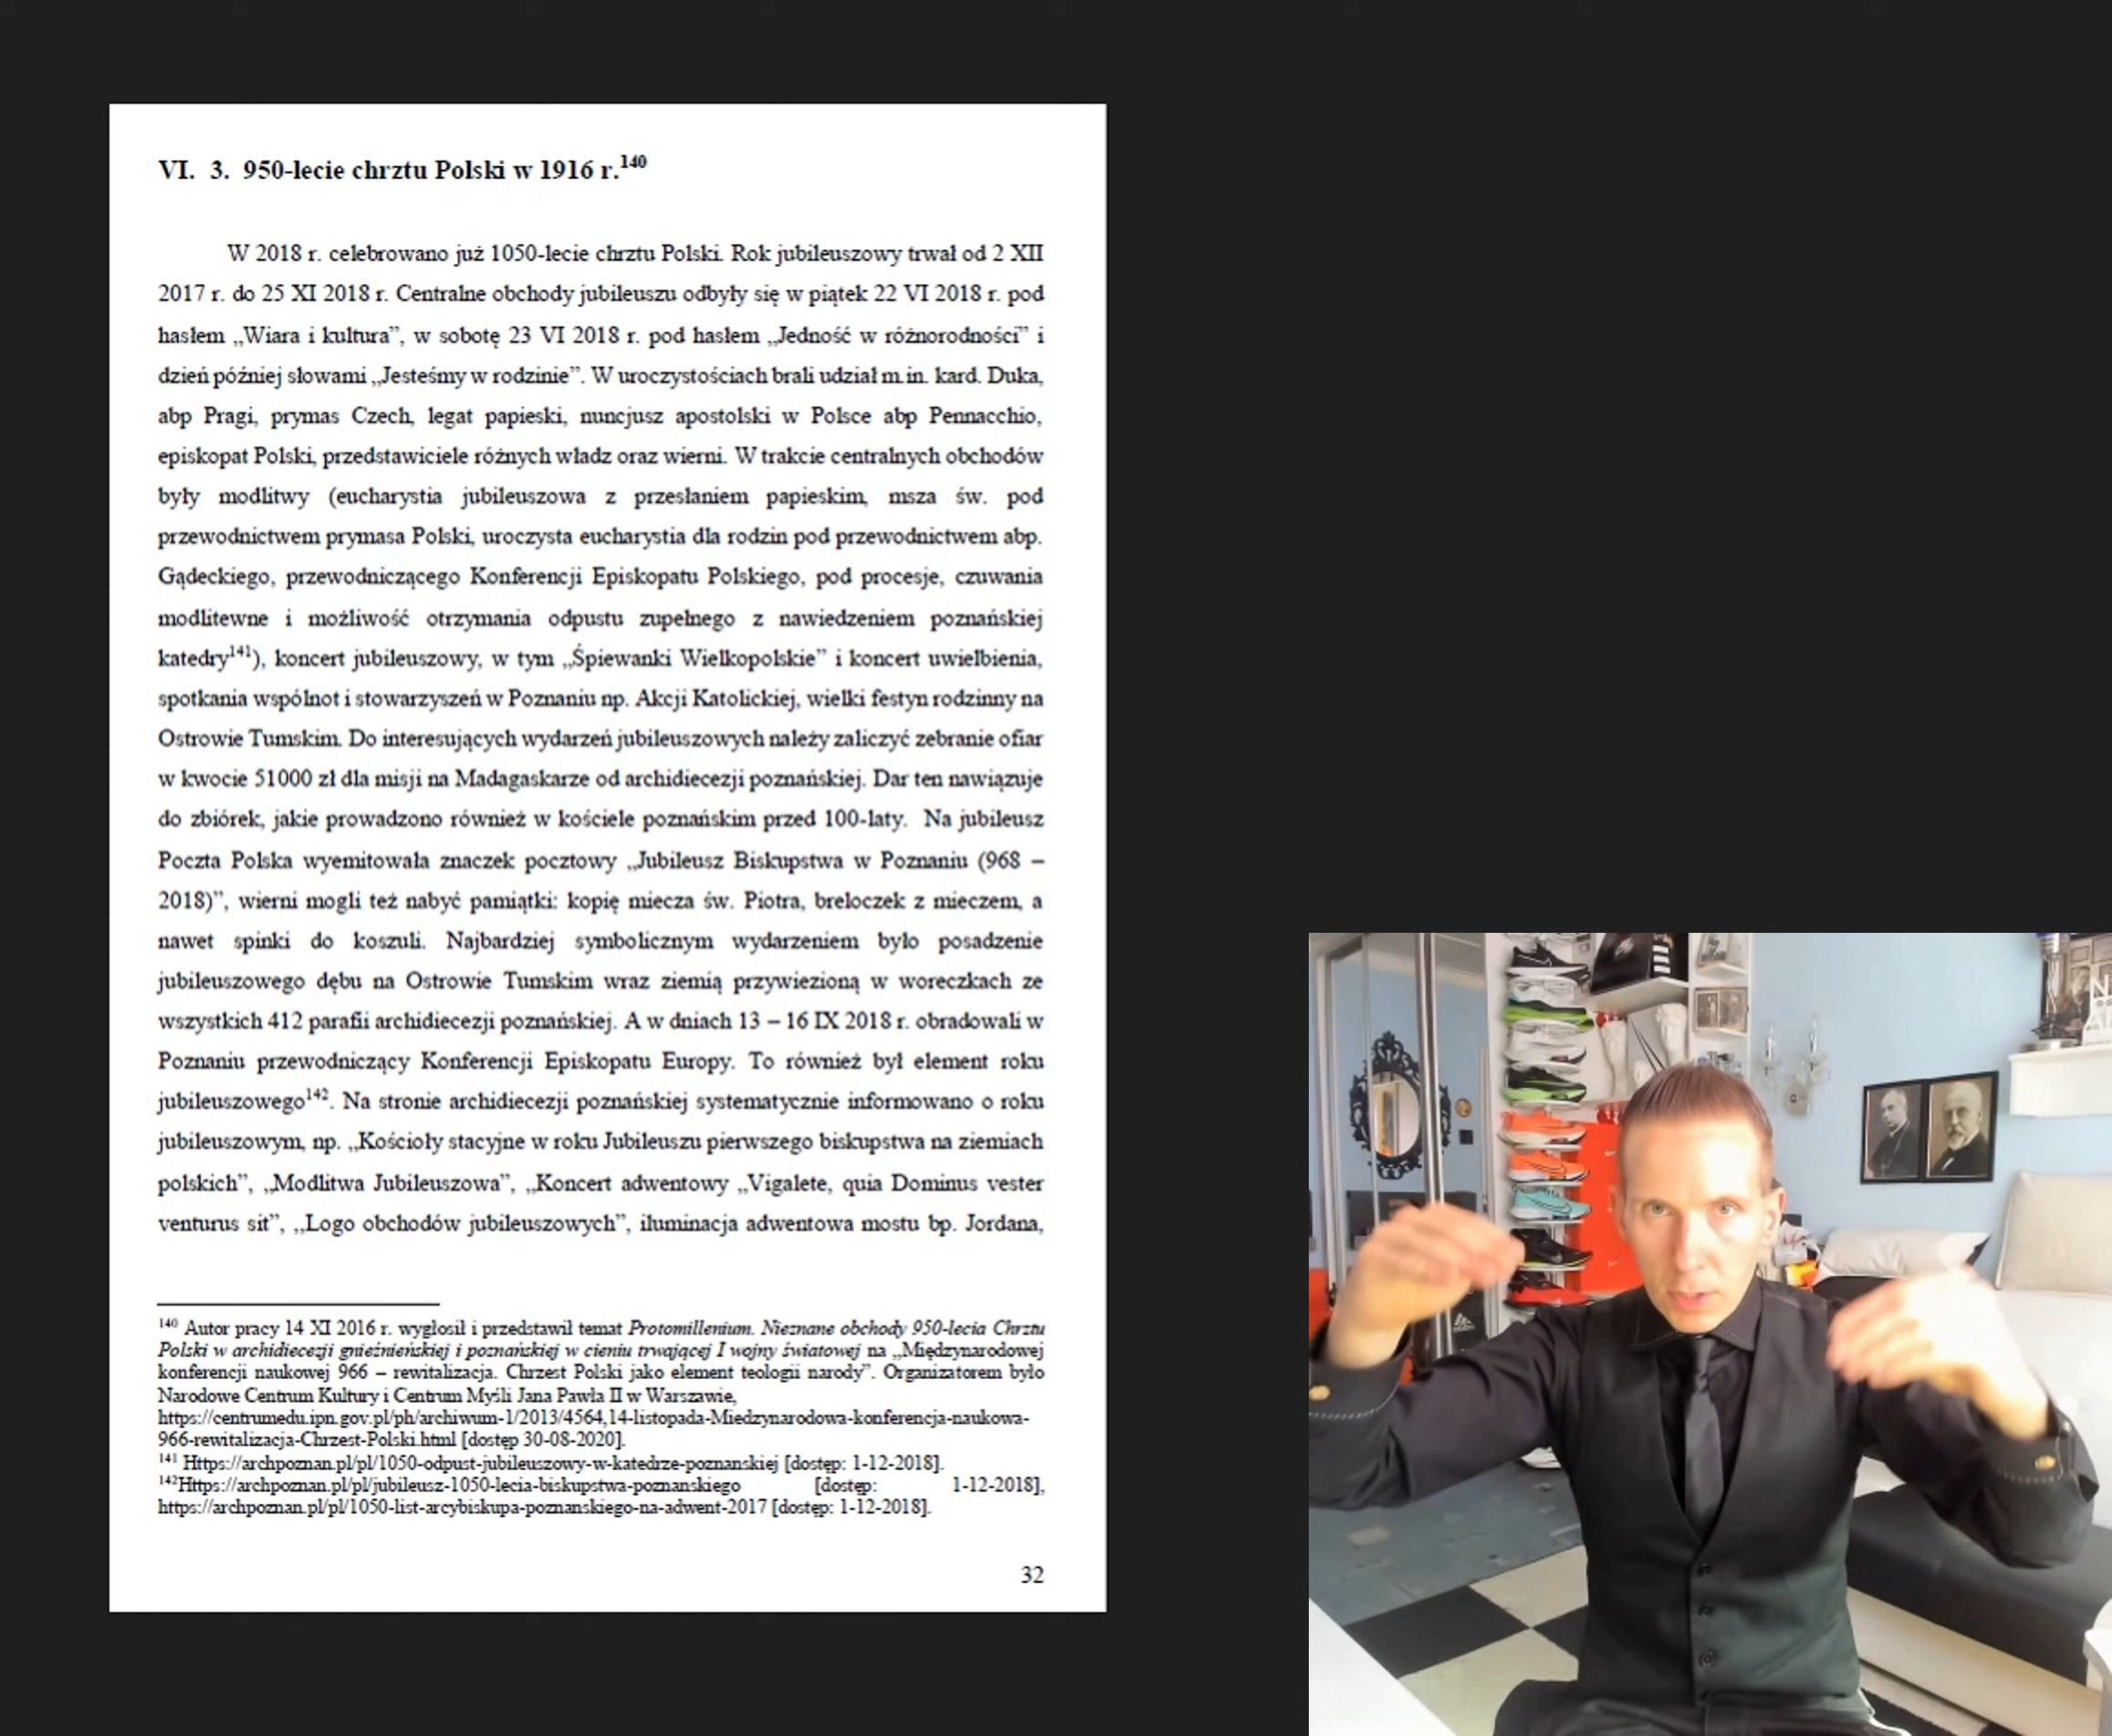 VI. 3. 950-lecie chrztu Polski w 1916 r.140
W 2018 r. celebrowano już 1050-lecie chrztu Polski. Rok jubileuszowy trwał od 2 XII
2017 r. do 25 XI 2018 r. Centralne obchody jubileuszu odbyły się w piątek 22 VI 2018 r. pod
hasłem „Wiara i kultura”, w sobotę 23 VI 2018 r. pod hasłem „Jedność w różnorodności” i
dzień później słowami „Jesteśmy w rodzinie”. W uroczystościach brali udział m.in. kard. Duka,
abp Pragi, prymas Czech, legat papieski, nuncjusz apostolski w Polsce abp Pennacchio,
episkopat Polski, przedstawiciele różnych władz oraz wierni. W trakcie centralnych obchodów
były modlitwy (eucharystia jubileuszowa z przesłaniem papieskim, msza św. pod
przewodnictwem prymasa Polski, uroczysta eucharystia dla rodzin pod przewodnictwem abp.
Gądeckiego, przewodniczącego Konferencji Episkopatu Polskiego, pod procesje, czuwania
modlitewne i możliwość otrzymania odpustu zupełnego z nawiedzeniem poznańskiej
katedry141), koncert jubileuszowy, w tym „Śpiewanki Wielkopolskie” i koncert uwielbienia,
spotkania wspólnot i stowarzyszeń w Poznaniu np. Akcji Katolickiej, wielki festyn rodzinny na
Ostrowie Tumskim. Do interesujących wydarzeń jubileuszowych należy zaliczyć zebranie ofiar
w kwocie 51000 zł dla misji na Madagaskarze od archidiecezji poznańskiej. Dar ten nawiązuje
do zbiórek, jakie prowadzono również w kościele poznańskim przed 100-laty. Na jubileusz
Poczta Polska wyemitowała znaczek pocztowy „Jubileusz Biskupstwa w Poznaniu (968 –
2018)”, wierni mogli też nabyć pamiątki: kopię miecza św. Piotra, breloczek z mieczem, a
nawet spinki do koszuli. Najbardziej symbolicznym wydarzeniem było posadzenie
jubileuszowego dębu na Ostrowie Tumskim wraz ziemią przywiezioną w woreczkach ze
wszystkich 412 parafii archidiecezji poznańskiej. A w dniach 13 – 16 IX 2018 r. obradowali w
Poznaniu przewodniczący Konferencji Episkopatu Europy. To również był element roku
jubileuszowego142. Na stronie archidiecezji poznańskiej systematycznie informowano o roku
jubileuszowym, np. „Kościoły stacyjne w roku Jubileuszu pierwszego biskupstwa na ziemiach
polskich”, „Modlitwa Jubileuszowa”, „Koncert adwentowy „Vigalete, quia Dominus vester
venturus sit”, „Logo obchodów jubileuszowych”, iluminacja adwentowa mostu bp. Jordana,
140 Autor pracy 14 XI 2016 r. wygłosił i przedstawił temat Protomillenium. Nieznane obchody 950-lecia Chrztu
Polski w archidiecezji gnieźnieńskiej i poznańskiej w cieniu trwającej I wojny światowej na „Międzynarodowej
konferencji naukowej 966 – rewitalizacja. Chrzest Polski jako element teologii narody”. Organizatorem było
Narodowe Centrum Kultury i Centrum Myśli Jana Pawła II w Warszawie,
https://centrumedu.ipn.gov.pl/ph/archiwum-1/2013/4564,14-listopada-Miedzynarodowa-konferencja-naukowa-
966-rewitalizacja-Chrzest-Polski.html [dostęp 30-08-2020].
141 Https://archpoznan.pl/pl/1050-odpust-jubileuszowy-w-katedrze-poznanskiej [dostęp: 1-12-2018].
142Https://archpoznan.pl/pl/jubileusz-1050-lecia-biskupstwa-poznanskiego [dostęp: 1-12-2018],
https://archpoznan.pl/pl/1050-list-arcybiskupa-poznanskiego-na-adwent-2017 [dostęp: 1-12-2018].
32